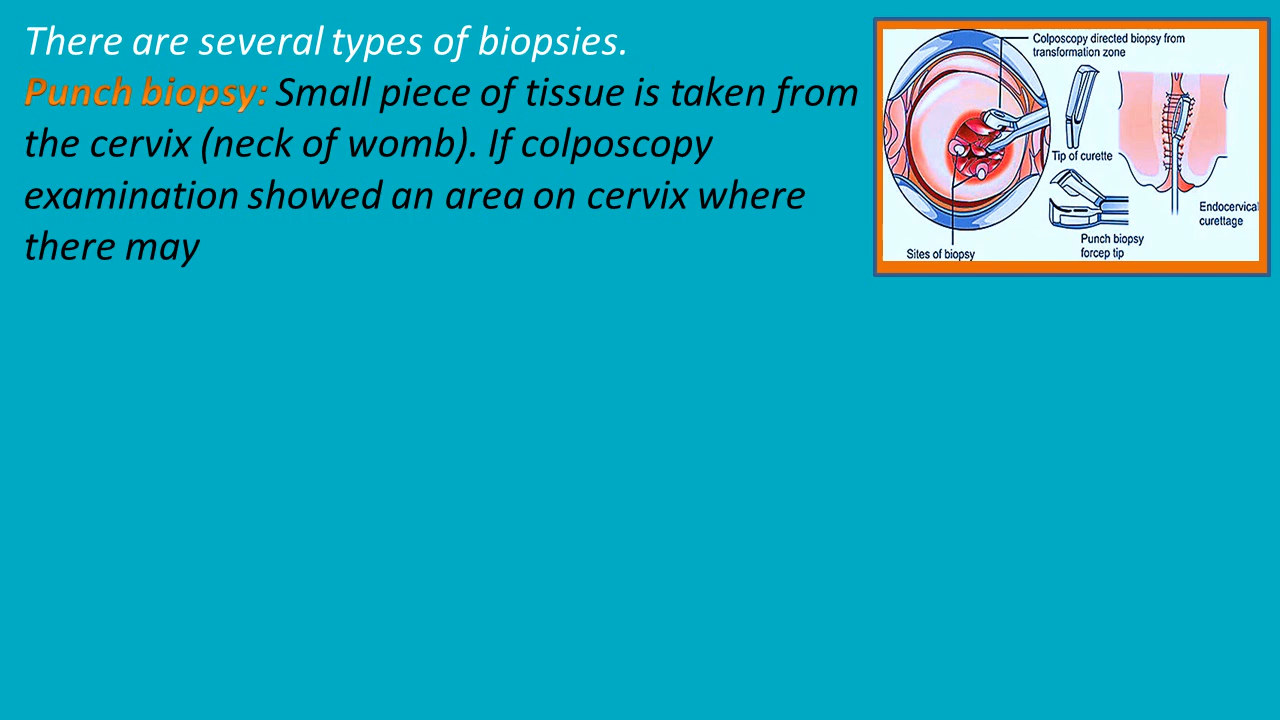 There are several types of biopsies.
Punch biopsy: Small piece of tissue is taken from
the cervix (neck of womb). If colposcopy
examination showed an area on cervix where
there may
Colposcopy directed biopsy from
transformation zone
Tip of curette
Endocervical
curettage
Punch biopsy
forcep tip
Sites of biopsy